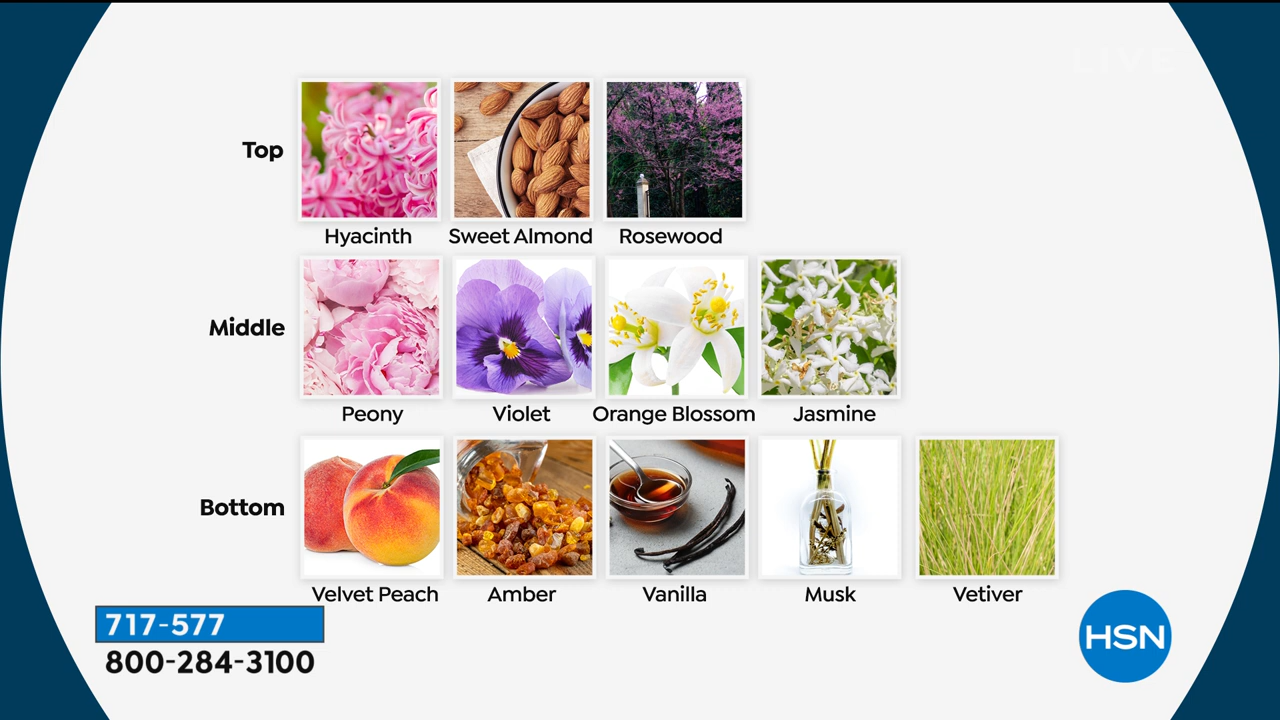 LIVE
Top
Hyacinth Sweet Almond Rosewood
Middle
Peony Violet Orange Blossom Jasmine
Bottom
Velvet Peach Amber Vanilla Musk Vetiver
717-577
800-284-3100
HSN